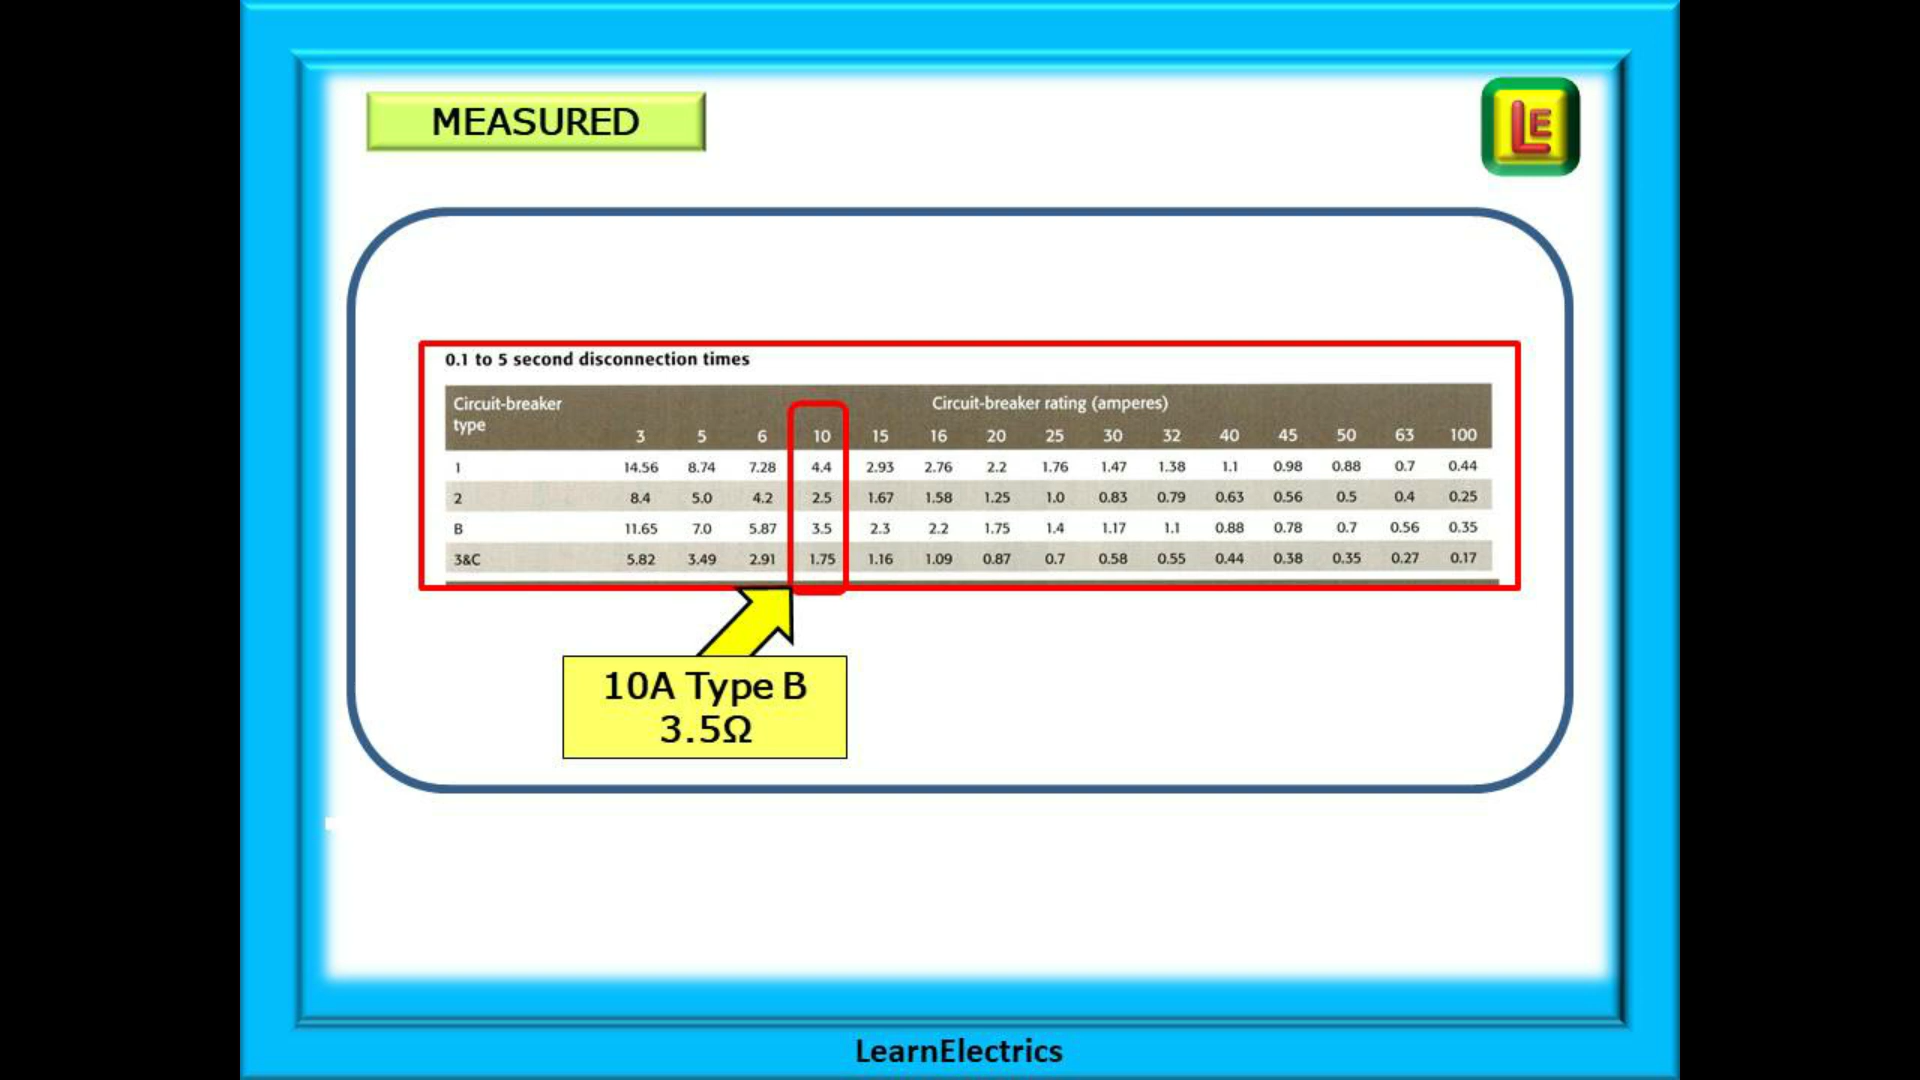 MEASURED
LE
0.1 to 5 second disconnection times
Circuit-breaker type
Circuit-breaker rating (amperes)
3 5 6 10 15 16 20 25 30 32 40 45 50 63 100
1 14.56 8.74 7.28 4.4 2.93 2.76 2.2 1.76 1.47 1.38 1.1 0.98 0.88 0.7 0.44
2 8.4 5.0 4.2 2.5 1.67 1.58 1.25 1.0 0.83 0.79 0.63 0.56 0.5 0.4 0.25
B 11.65 7.0 5.87 3.5 2.3 2.2 1.75 1.4 1.17 1.1 0.88 0.78 0.7 0.56 0.35
3&C 5.82 3.49 2.91 1.75 1.16 1.09 0.87 0.7 0.58 0.55 0.44 0.38 0.35 0.27 0.17
10A Type B
3.5Ω
LearnElectrics